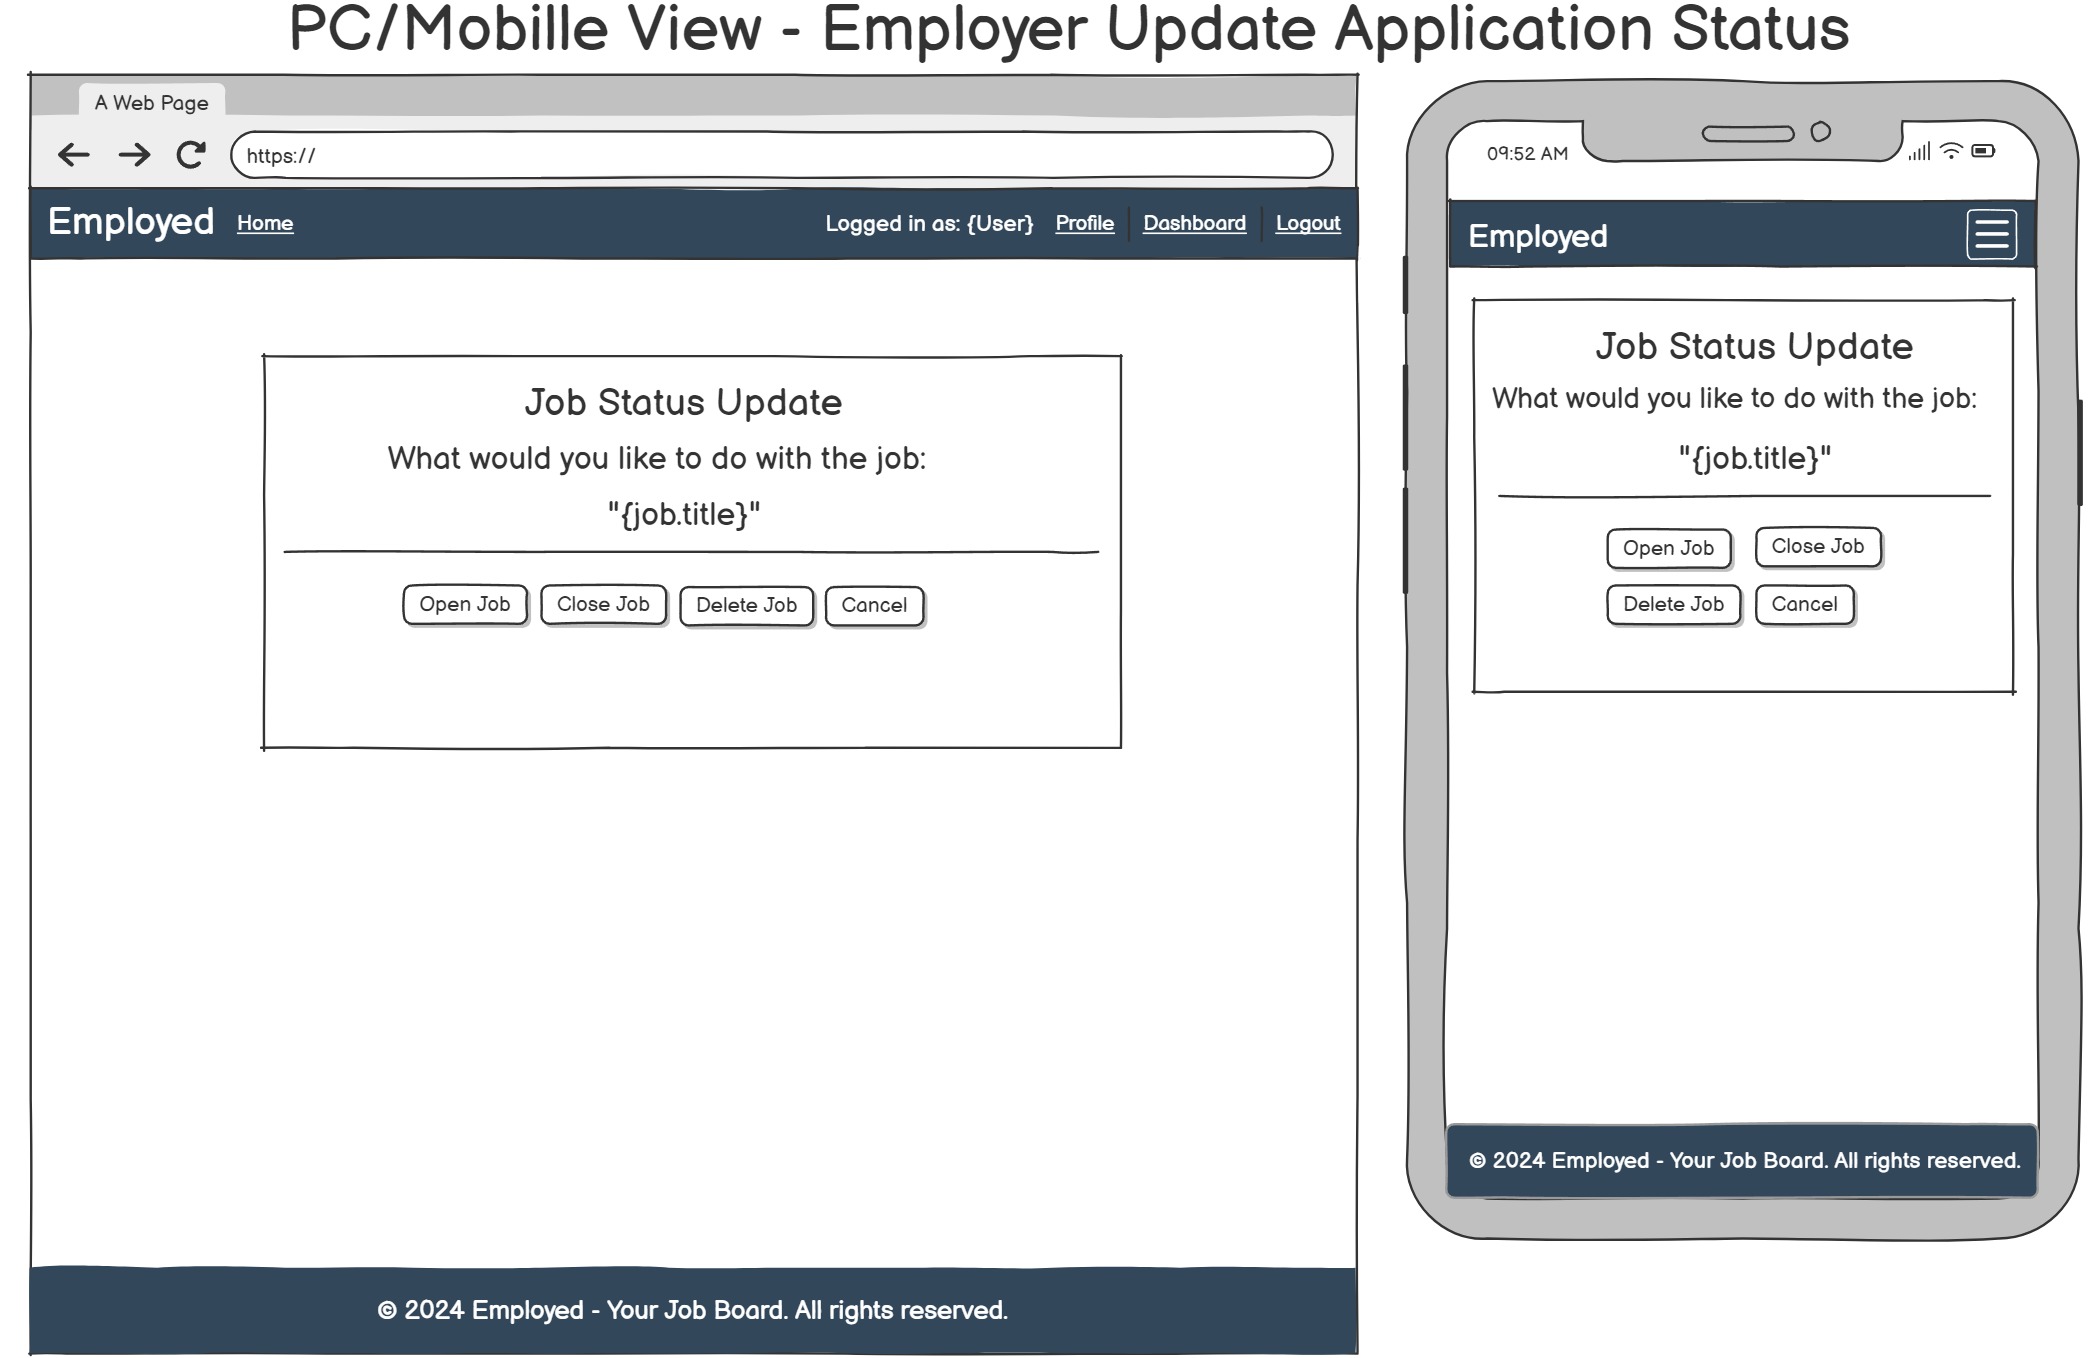 PC/Mobille View - Employer Update Application Status
A Web Page
https://
Employed Home Logged in as: {User} Profile Dashboard Logout
Job Status Update
What would you like to do with the job:
"{job.title}"
Open Job Close Job Delete Job Cancel
© 2024 Employed - Your Job Board. All rights reserved.
09:52 AM
Employed
Job Status Update
What would you like to do with the job:
"{job.title}"
Open Job Close Job
Delete Job Cancel
© 2024 Employed - Your Job Board. All rights reserved.